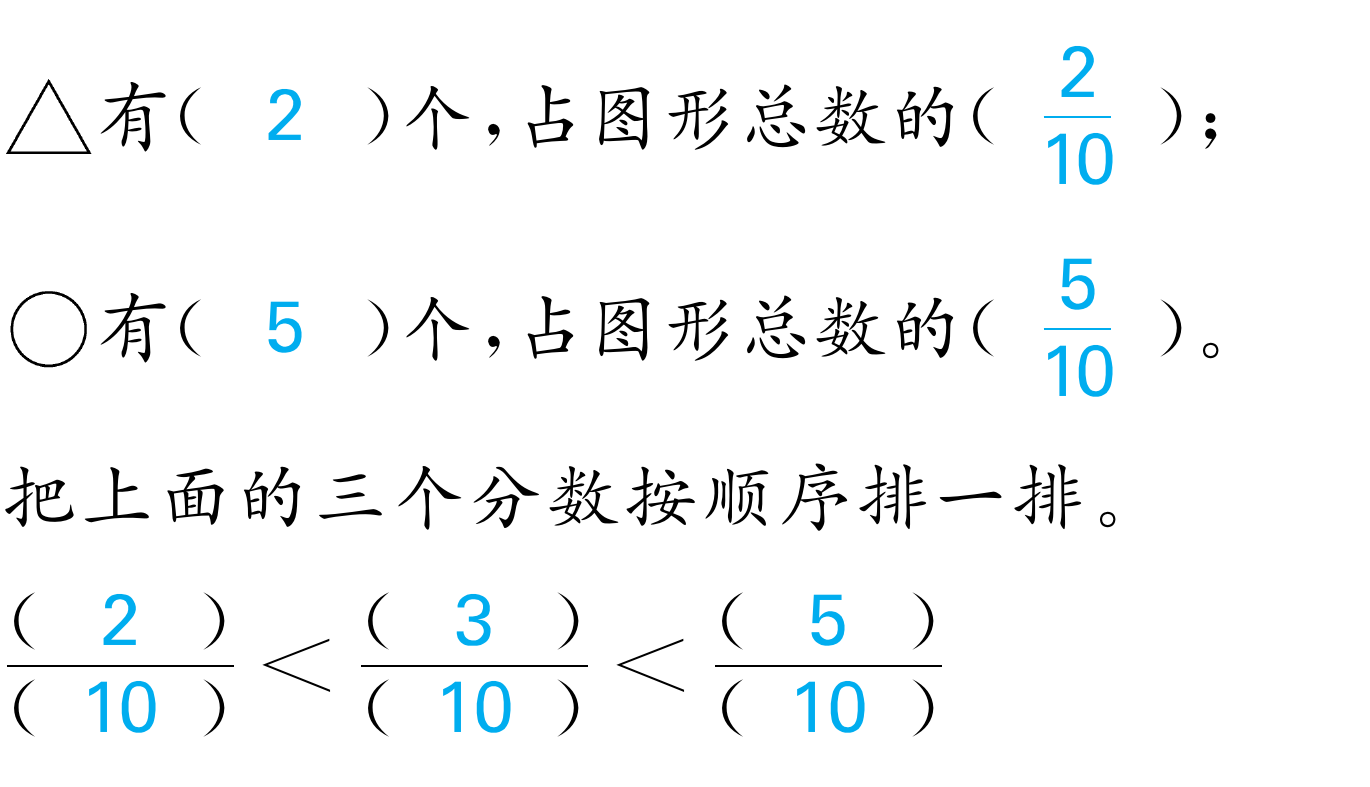 △有( 2 )个,占图形总数的( 2/10 );
○有( 5 )个,占图形总数的( 5/10 )。
把上面的三个分数按顺序排一排。
( 2 )/( 10 ) < ( 3 )/( 10 ) < ( 5 )/( 10 )